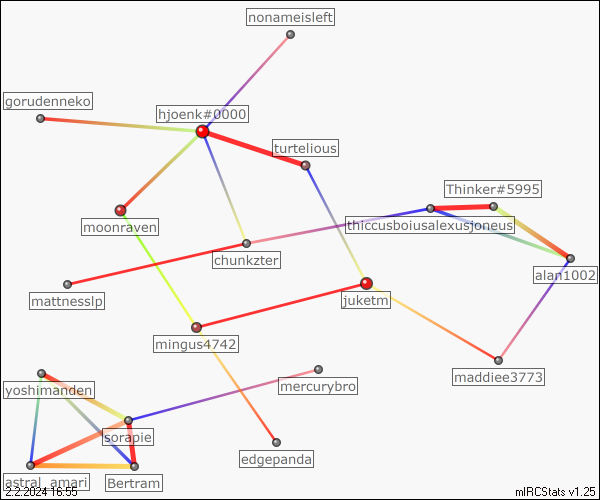 nonameisleft
gorudenneko
hjoenk#0000
turtelious
Thinker#5995
moonraven
thiccusboiusalexusjoneus
chunkzter
alan1002
mattnesslp
juketm
mingus4742
maddiee3773
yoshimanden
mercurybro
sorapie
edgepanda
astral_amari
Bertram
2.2.2024 16:55
mIRCStats v1.25